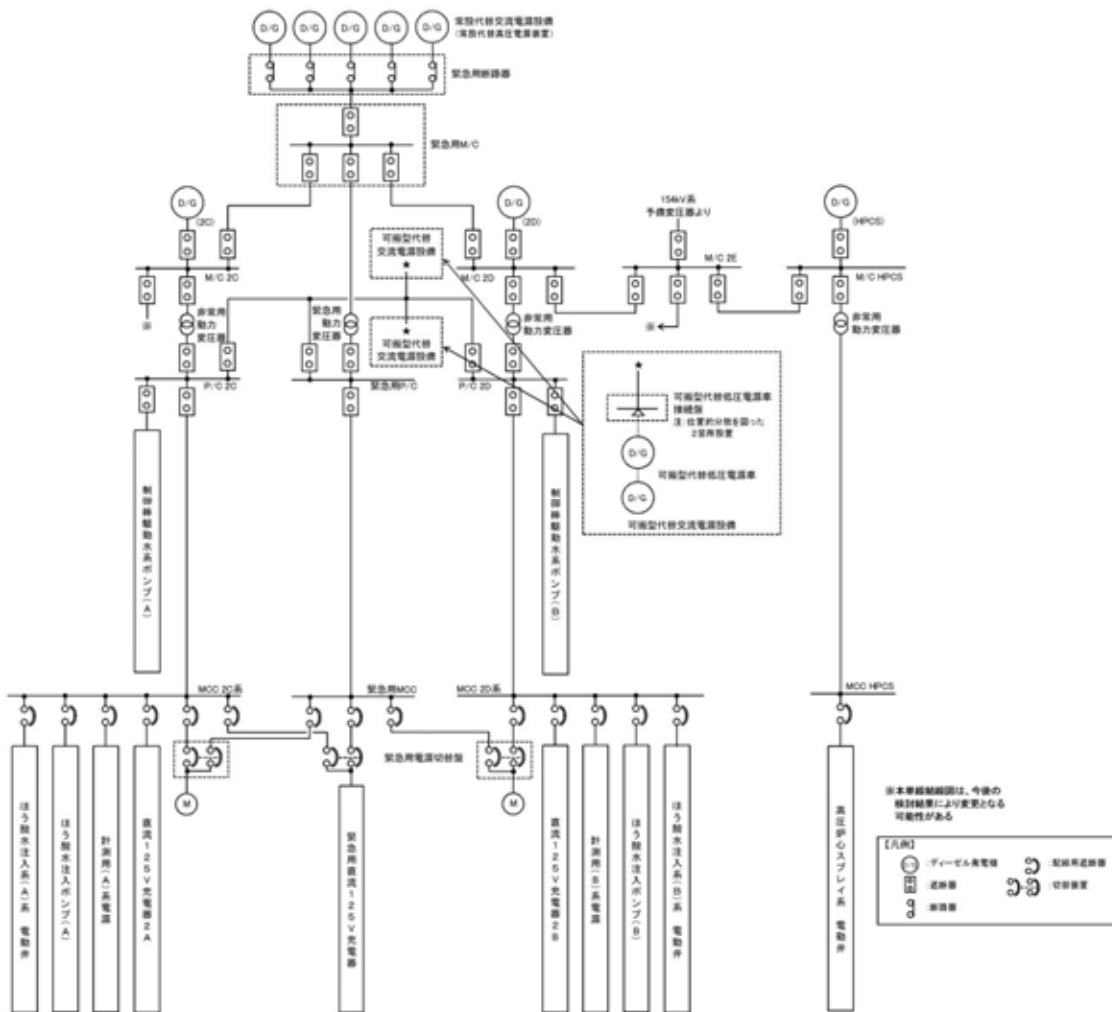 D/G
D/G
D/G
D/G
D/G
常設代替交流電源設備
(常設代替高圧電源装置)
緊急用断路器
緊急用M/C
D/G
(2C)
D/G
(2D)
154kV系
予備変圧器より
D/G
(HPCS)
可搬型代替
交流電源設備
★
M/C 2C
M/C 2D
M/C 2E
M/C HPCS
※
非常用
動力
変圧器
緊急用
動力
変圧器
★
可搬型代替
交流電源設備
非常用
動力変圧器
※
非常用
動力変圧器
P/C 2C
緊急用P/C
P/C 2D
★
可搬型代替低圧電源車
接続盤
注:位置的分散を図った
2箇所設置
D/G
可搬型代替低圧電源車
D/G
可搬型代替交流電源設備
制御棒駆動水系ポンプ(A)
制御棒駆動水系ポンプ(B)
MCC 2C系
緊急用MCC
MCC 2D系
MCC HPCS
緊急用電源切替盤
M
M
ほう酸水注入系(A)系 電動弁
ほう酸水注入ポンプ(A)
計測用(A)系電源
直流125V充電器2A
緊急用直流125V充電器
直流125V充電器2B
計測用(B)系電源
ほう酸水注入ポンプ(B)
ほう酸水注入系(B)系 電動弁
高圧炉心スプレイ系 電動弁
※本単線結線図は、今後の
検討結果により変更となる
可能性がある
【凡例】
D/G :ディーゼル発電機
:配線用遮断器
:遮断器
:切替装置
:断路器